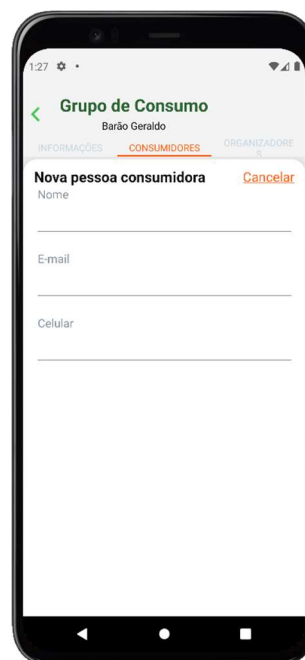 1:27
Grupo de Consumo
Barão Geraldo
INFORMAÇÕES CONSUMIDORES ORGANIZADORE
S
Nova pessoa consumidora Cancelar
Nome
E-mail
Celular